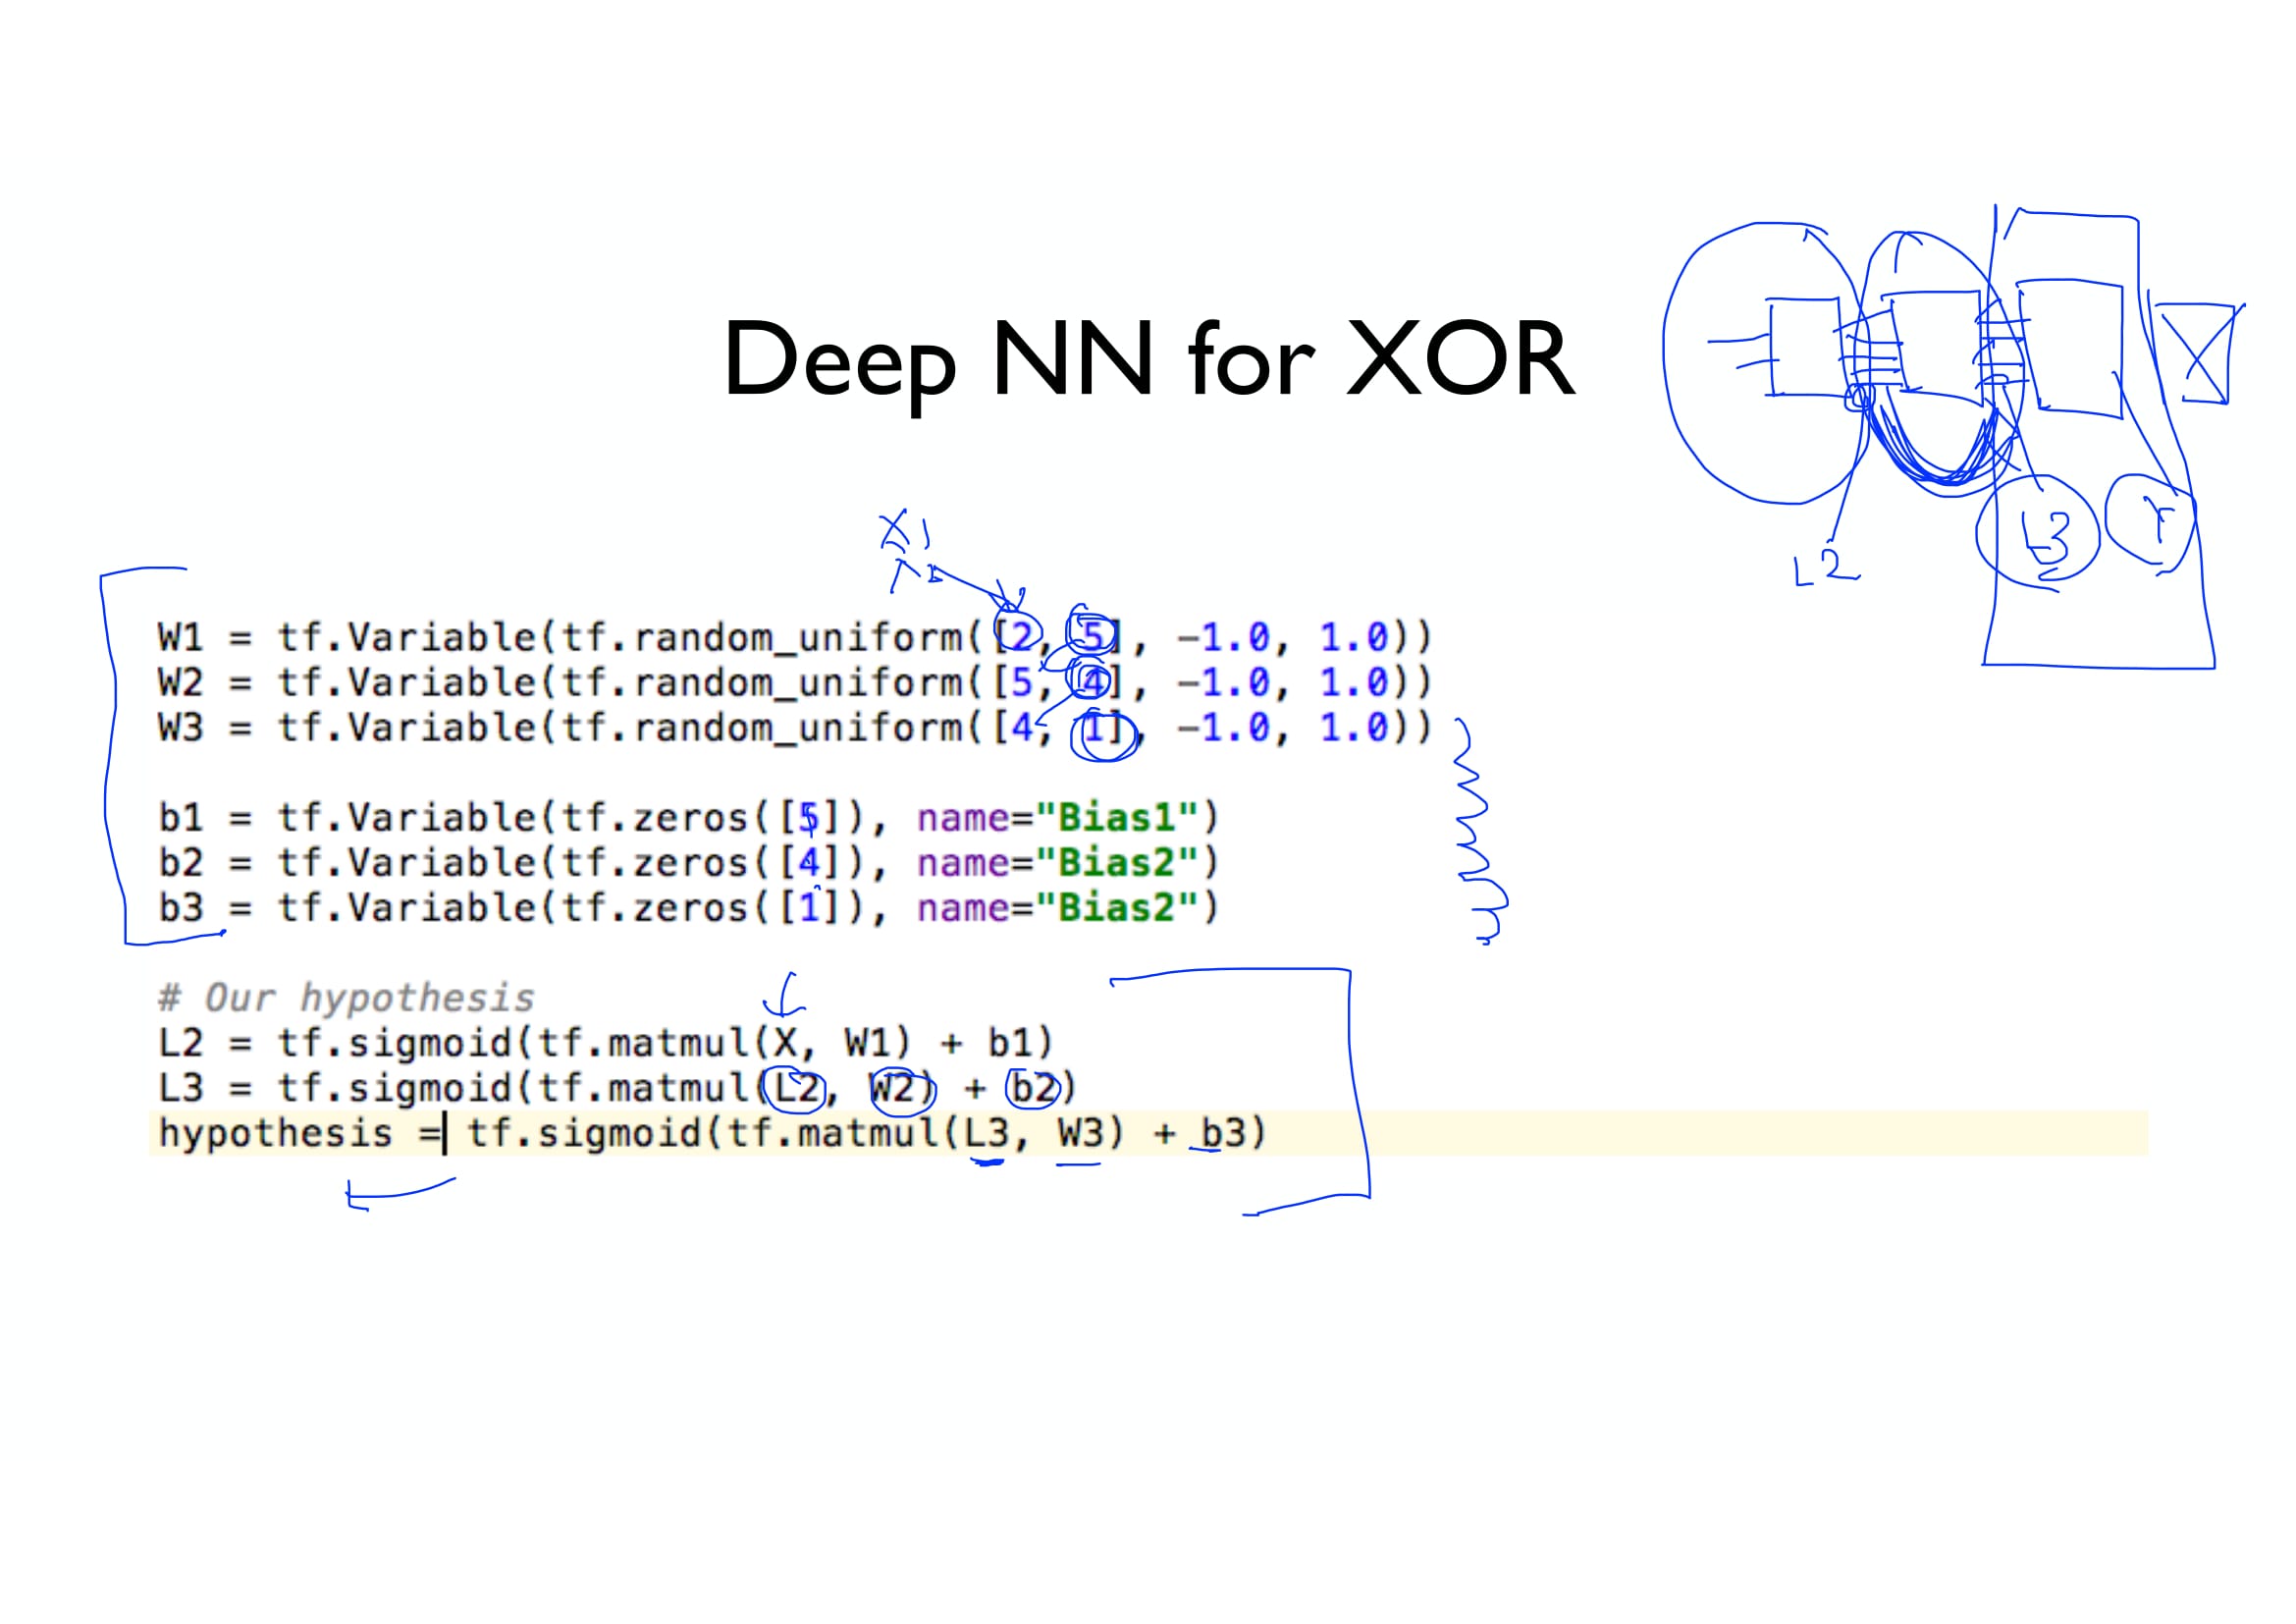 Deep NN for XOR
L2
L3
X1
W1 = tf.Variable(tf.random_uniform([2, 5], -1.0, 1.0))
W2 = tf.Variable(tf.random_uniform([5, 4], -1.0, 1.0))
W3 = tf.Variable(tf.random_uniform([4, 1], -1.0, 1.0))
b1 = tf.Variable(tf.zeros([5]), name="Bias1")
b2 = tf.Variable(tf.zeros([4]), name="Bias2")
b3 = tf.Variable(tf.zeros([1]), name="Bias2")
# Our hypothesis
L2 = tf.sigmoid(tf.matmul(X, W1) + b1)
L3 = tf.sigmoid(tf.matmul(L2, W2) + b2)
hypothesis = tf.sigmoid(tf.matmul(L3, W3) + b3)